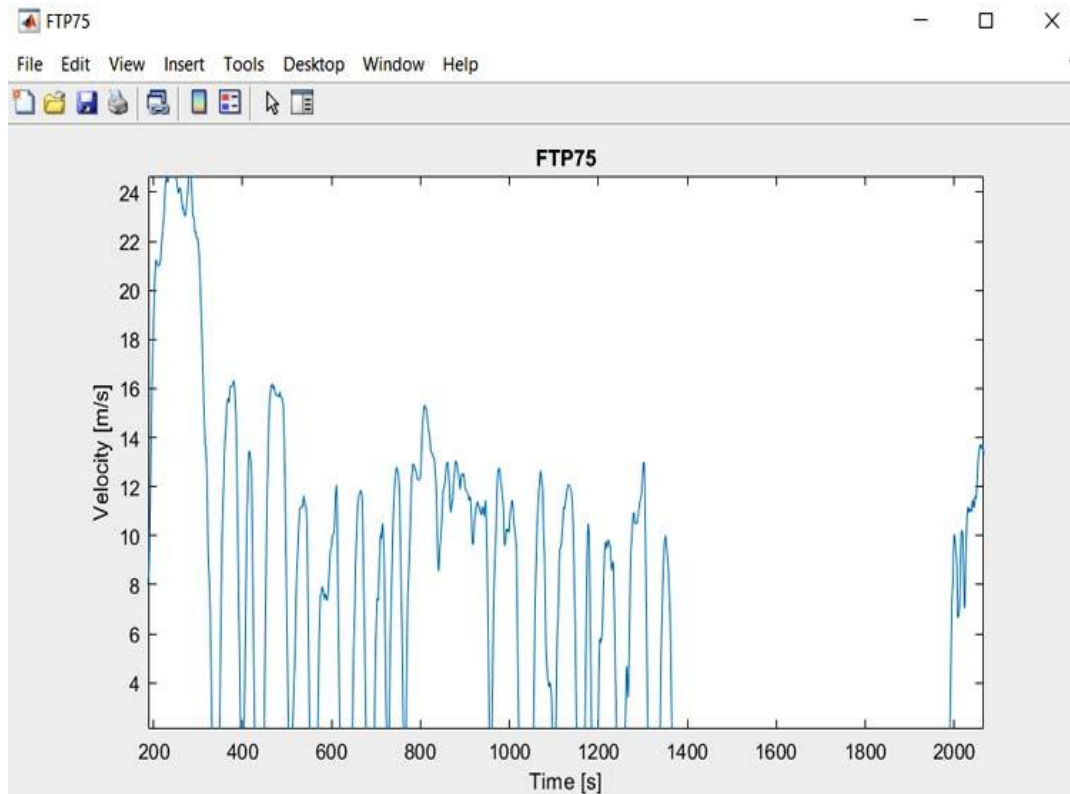 FTP75
File Edit View Insert Tools Desktop Window Help
FTP75
24
22
20
18
16
14
12
10
8
6
4
Velocity [m/s]
200 400 600 800 1000 1200 1400 1600 1800 2000
Time [s]